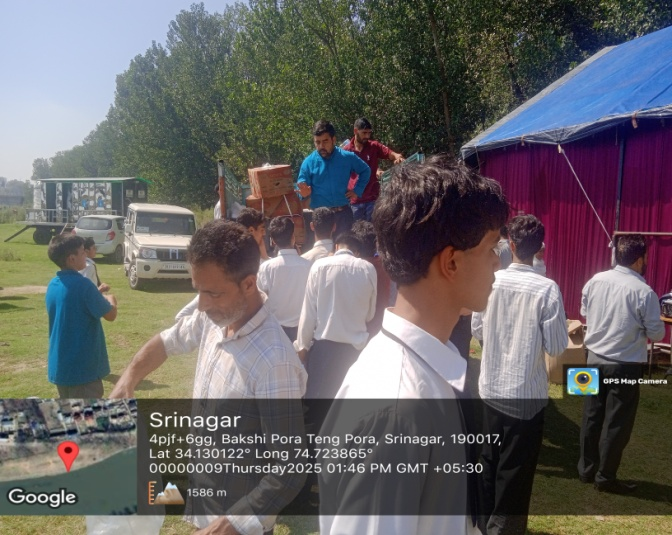 GPS Map Camera
Srinagar
4pjf+6gg, Bakshi Pora Teng Pora, Srinagar, 190017,
Lat 34.130122° Long 74.723865°
00000009Thursday2025 01:46 PM GMT +05:30
1586 m
Google